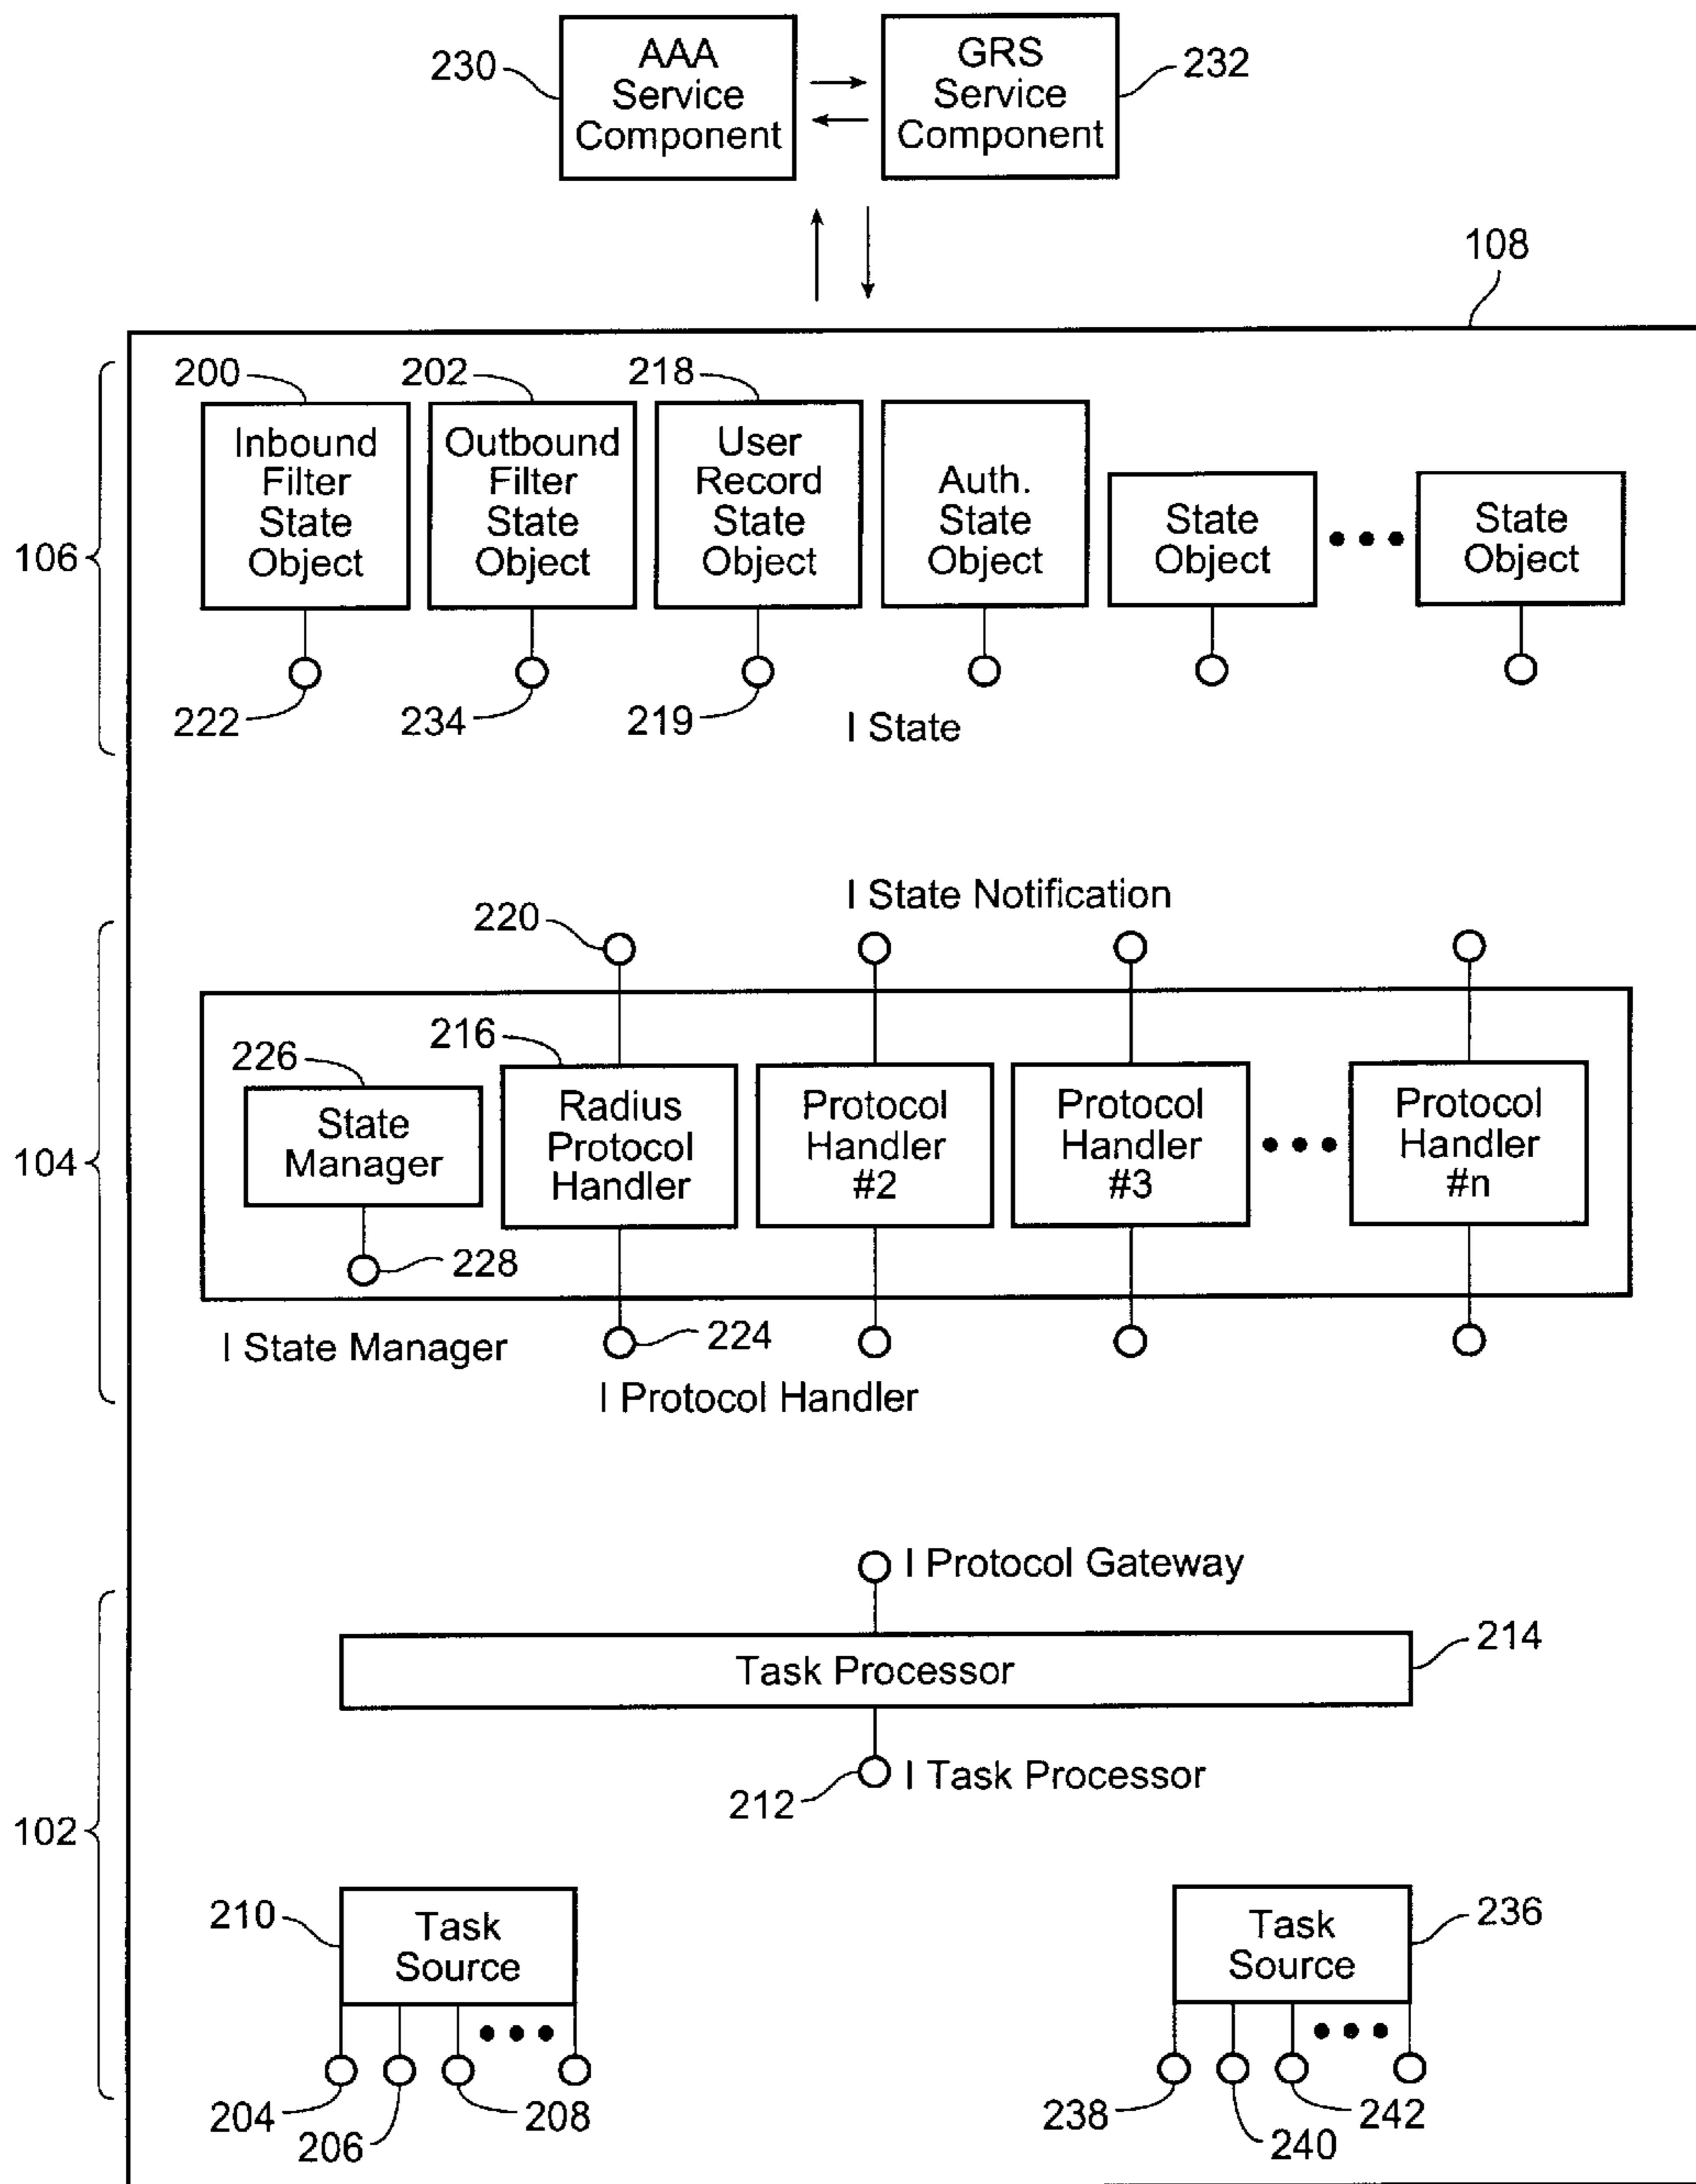 230
AAA
Service
Component
GRS
Service
Component
232
108
106
200
Inbound
Filter
State
Object
222
202
Outbound
Filter
State
Object
234
218
User
Record
State
Object
219
Auth.
State
Object
State
Object
State
Object
I State
104
I State Notification
220
226
State
Manager
228
216
Radius
Protocol
Handler
Protocol
Handler
#2
Protocol
Handler
#3
Protocol
Handler
#n
I State Manager
224
I Protocol Handler
102
I Protocol Gateway
Task Processor
214
212
I Task Processor
210
Task
Source
204
206
208
Task
Source
236
238
240
242